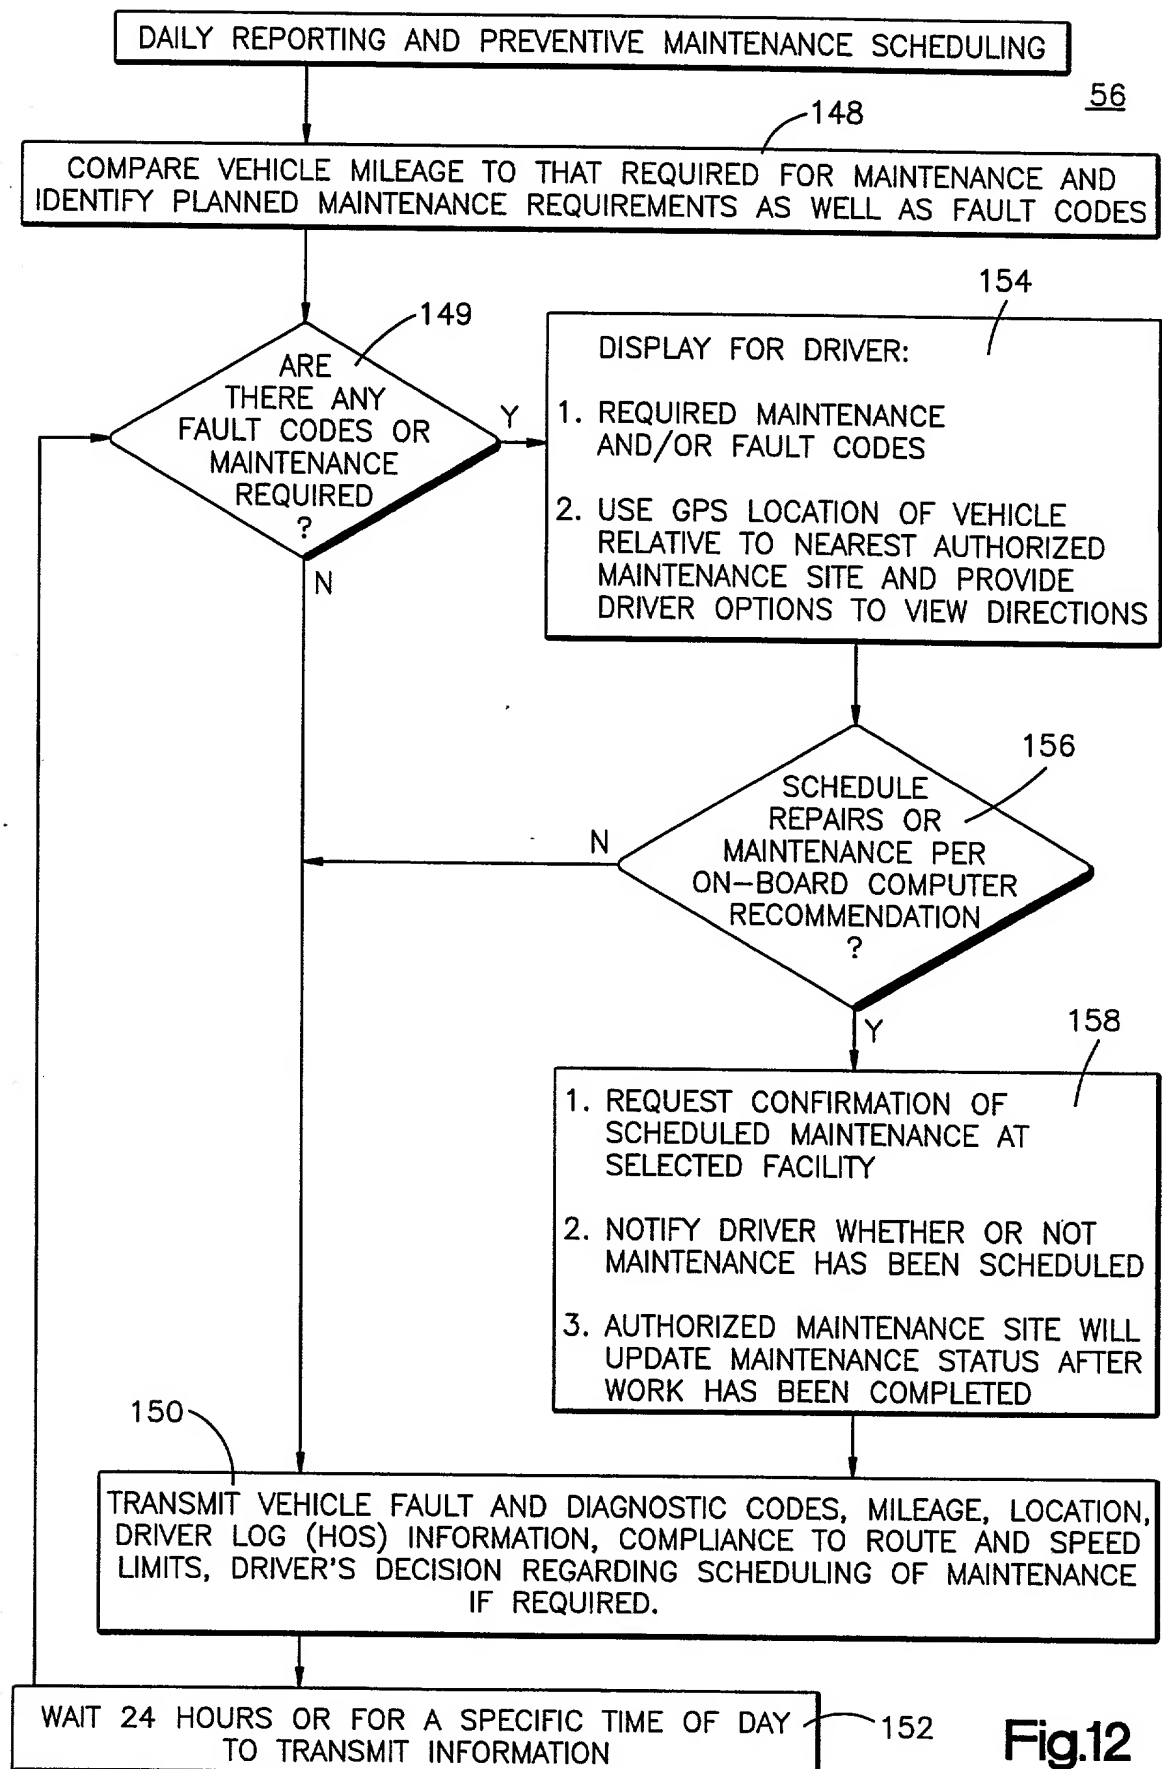 DAILY REPORTING AND PREVENTIVE MAINTENANCE SCHEDULING
56
148
COMPARE VEHICLE MILEAGE TO THAT REQUIRED FOR MAINTENANCE AND
IDENTIFY PLANNED MAINTENANCE REQUIREMENTS AS WELL AS FAULT CODES
149
ARE
THERE ANY
FAULT CODES OR
MAINTENANCE
REQUIRED
?
Y
N
154
DISPLAY FOR DRIVER:
1. REQUIRED MAINTENANCE
AND/OR FAULT CODES
2. USE GPS LOCATION OF VEHICLE
RELATIVE TO NEAREST AUTHORIZED
MAINTENANCE SITE AND PROVIDE
DRIVER OPTIONS TO VIEW DIRECTIONS
156
SCHEDULE
REPAIRS OR
MAINTENANCE PER
ON-BOARD COMPUTER
RECOMMENDATION
?
N
Y
158
1. REQUEST CONFIRMATION OF
SCHEDULED MAINTENANCE AT
SELECTED FACILITY
2. NOTIFY DRIVER WHETHER OR NOT
MAINTENANCE HAS BEEN SCHEDULED
3. AUTHORIZED MAINTENANCE SITE WILL
UPDATE MAINTENANCE STATUS AFTER
WORK HAS BEEN COMPLETED
150
TRANSMIT VEHICLE FAULT AND DIAGNOSTIC CODES, MILEAGE, LOCATION,
DRIVER LOG (HOS) INFORMATION, COMPLIANCE TO ROUTE AND SPEED
LIMITS, DRIVER'S DECISION REGARDING SCHEDULING OF MAINTENANCE
IF REQUIRED.
WAIT 24 HOURS OR FOR A SPECIFIC TIME OF DAY
TO TRANSMIT INFORMATION
152
Fig.12